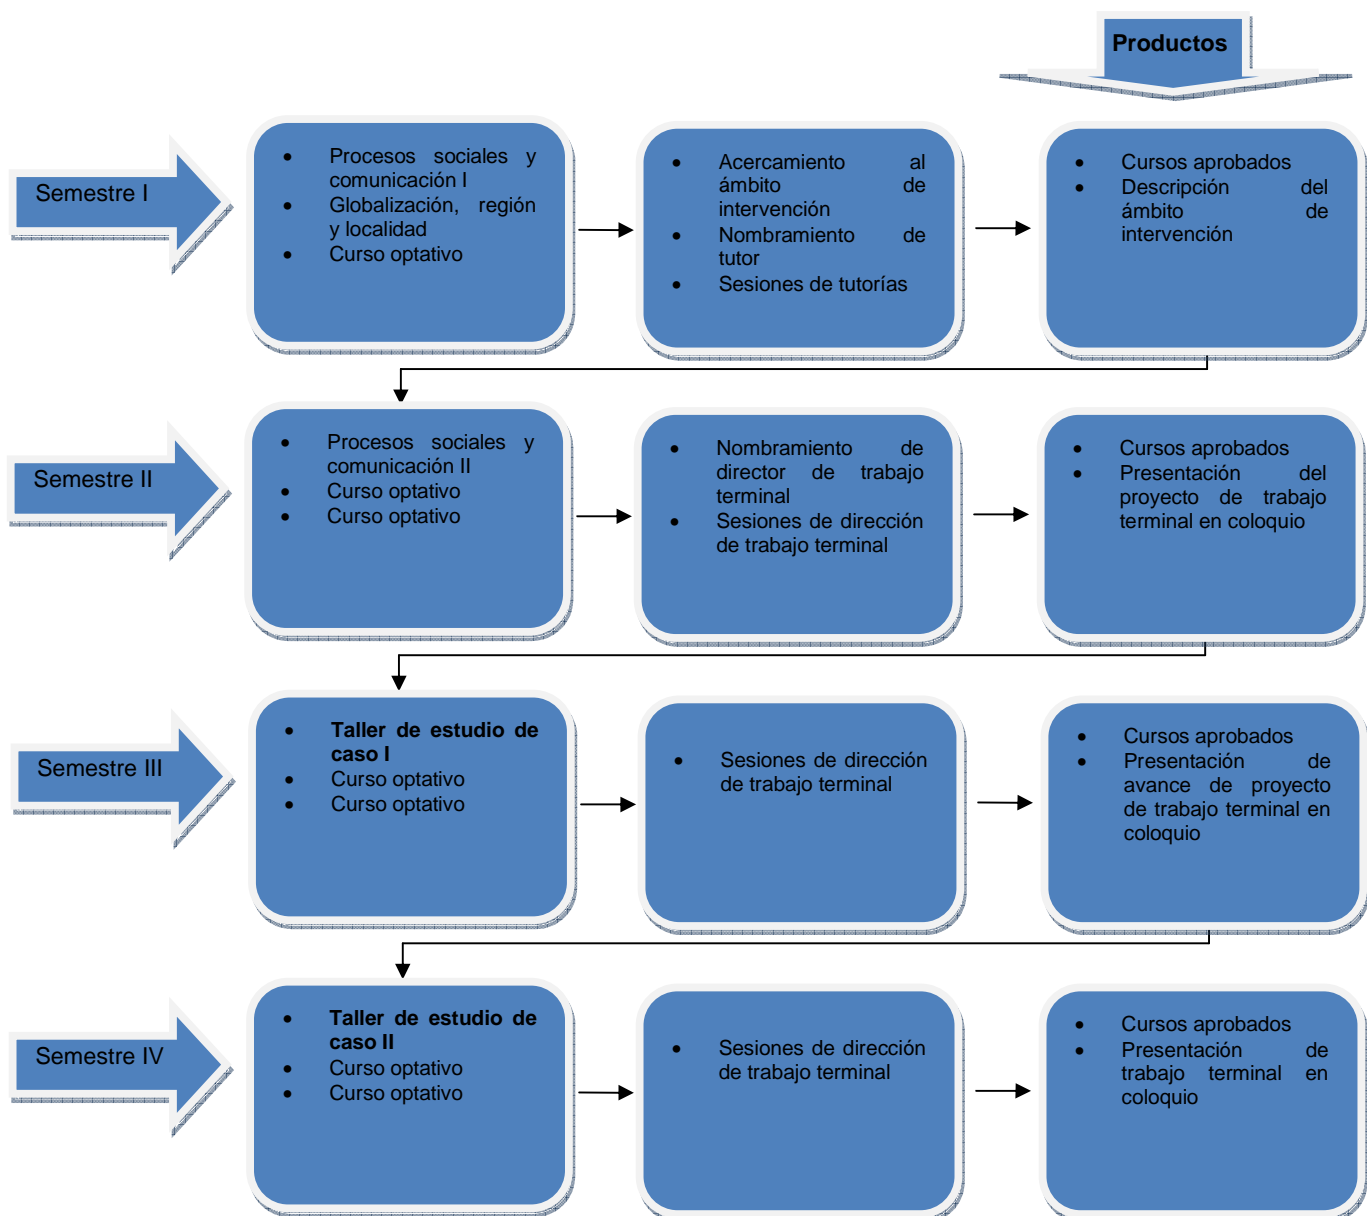 Productos
Semestre I
Procesos sociales y
comunicación I
Globalización, región
y localidad
Curso optativo
Acercamiento al
ámbito de
intervención
Nombramiento de
tutor
Sesiones de tutorías
Cursos aprobados
Descripción del
ámbito de
intervención
Semestre II
Procesos sociales y
comunicación II
Curso optativo
Curso optativo
Nombramiento de
director de trabajo
terminal
Sesiones de dirección
de trabajo terminal
Cursos aprobados
Presentación del
proyecto de trabajo
terminal en coloquio
Semestre III
Taller de estudio de
caso I
Curso optativo
Curso optativo
Sesiones de dirección
de trabajo terminal
Cursos aprobados
Presentación de
avance de proyecto
de trabajo terminal en
coloquio
Semestre IV
Taller de estudio de
caso II
Curso optativo
Curso optativo
Sesiones de dirección
de trabajo terminal
Cursos aprobados
Presentación de
trabajo terminal en
coloquio